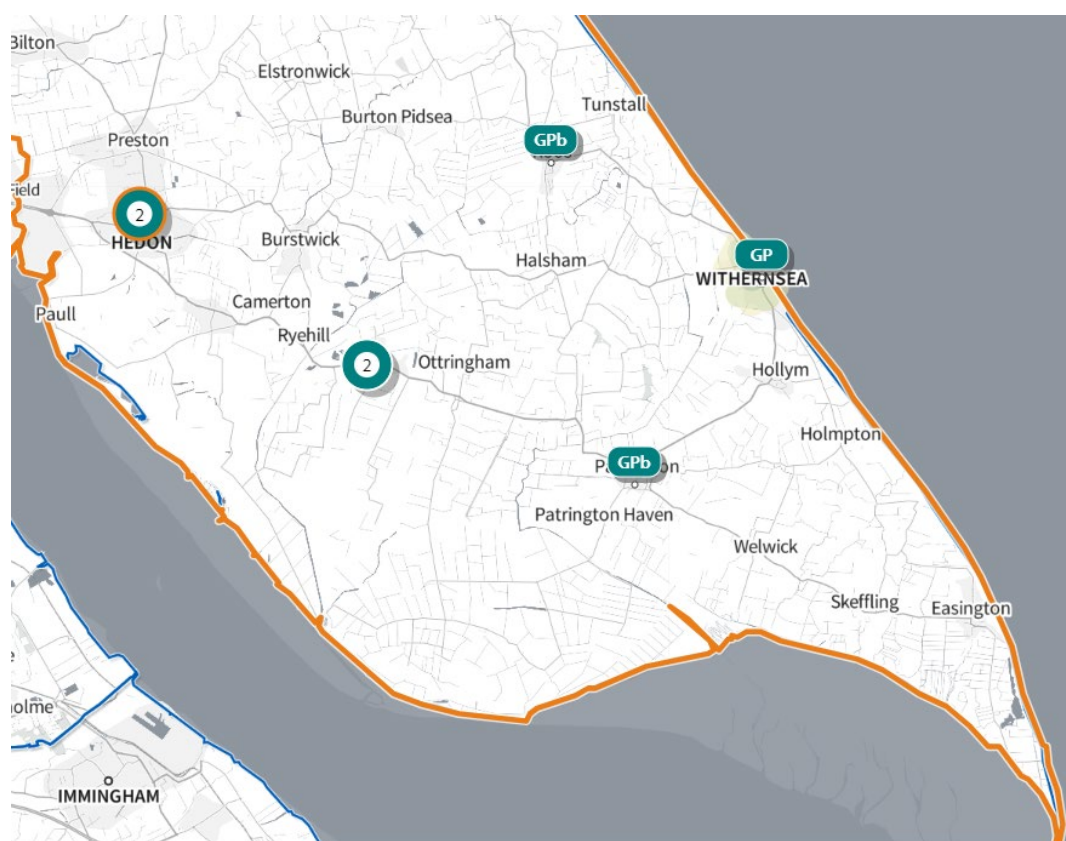 Bilton
Elstronwick
Tunstall
Burton Pidsea
Preston
GPb
field
2
HEDON
Burstwick
Halsham
GP
WITHERNSEA
Camerton
Paull
Ryehill
2
Ottringham
Hollym
Holmpton
GPb
Patrington Haven
Welwick
Skeffling
Easington
olme
IMMINGHAM